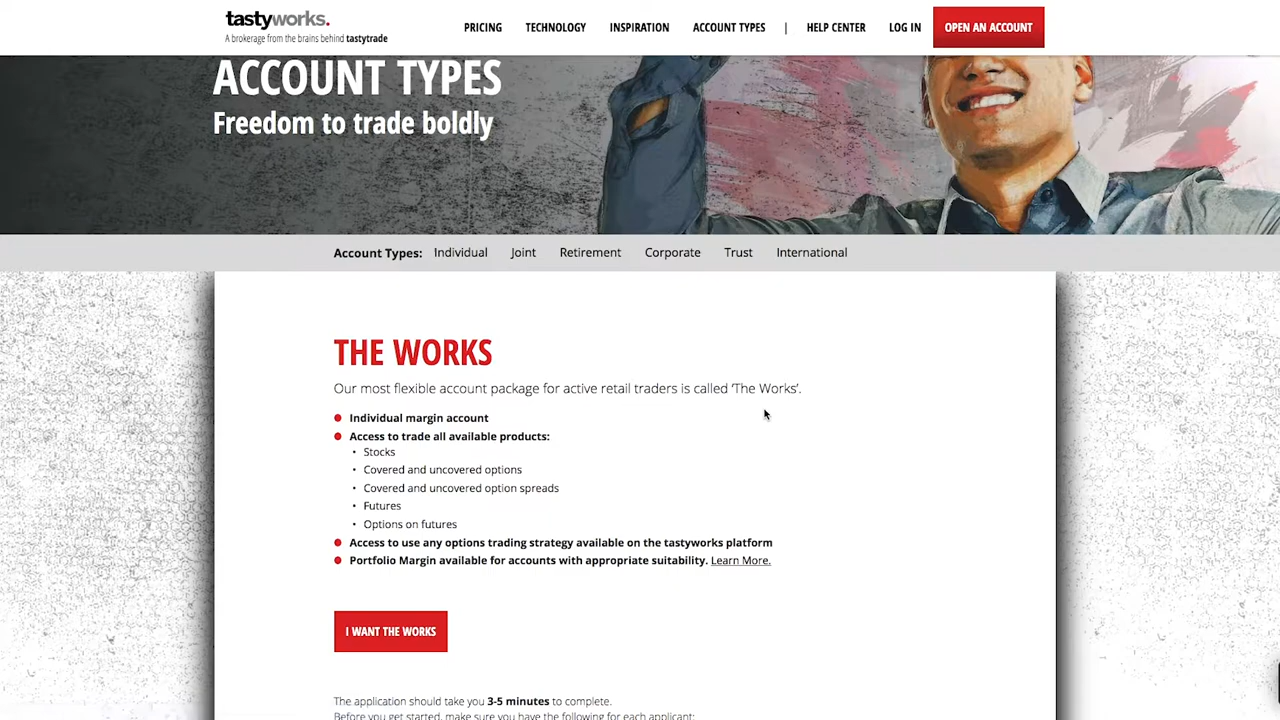 tastyworks.
A brokerage from the brains behind tastytrade
PRICING TECHNOLOGY INSPIRATION ACCOUNT TYPES | HELP CENTER LOG IN OPEN AN ACCOUNT
ACCOUNT TYPES
Freedom to trade boldly
Account Types: Individual Joint Retirement Corporate Trust International
THE WORKS
Our most flexible account package for active retail traders is called 'The Works'.
Individual margin account
Access to trade all available products:
Stocks
Covered and uncovered options
Covered and uncovered option spreads
Futures
Options on futures
Access to use any options trading strategy available on the tastyworks platform
Portfolio Margin available for accounts with appropriate suitability. Learn More.
I WANT THE WORKS
The application should take you 3-5 minutes to complete.
Before you get started, make sure you have the following for each applicant: